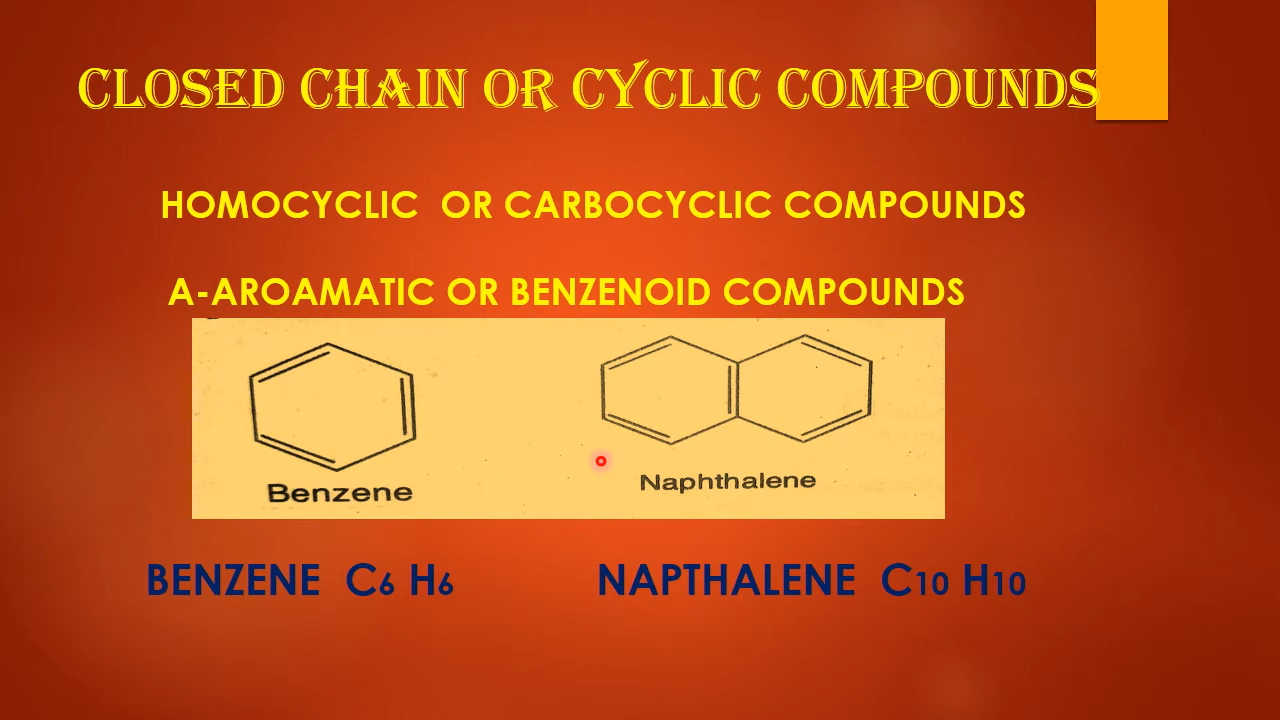 CLOSED CHAIN OR CYCLIC COMPOUNDS
HOMOCYCLIC OR CARBOCYCLIC COMPOUNDS
A-AROAMATIC OR BENZENOID COMPOUNDS
Benzene
Naphthalene
BENZENE C6 H6
NAPTHALENE C10 H10